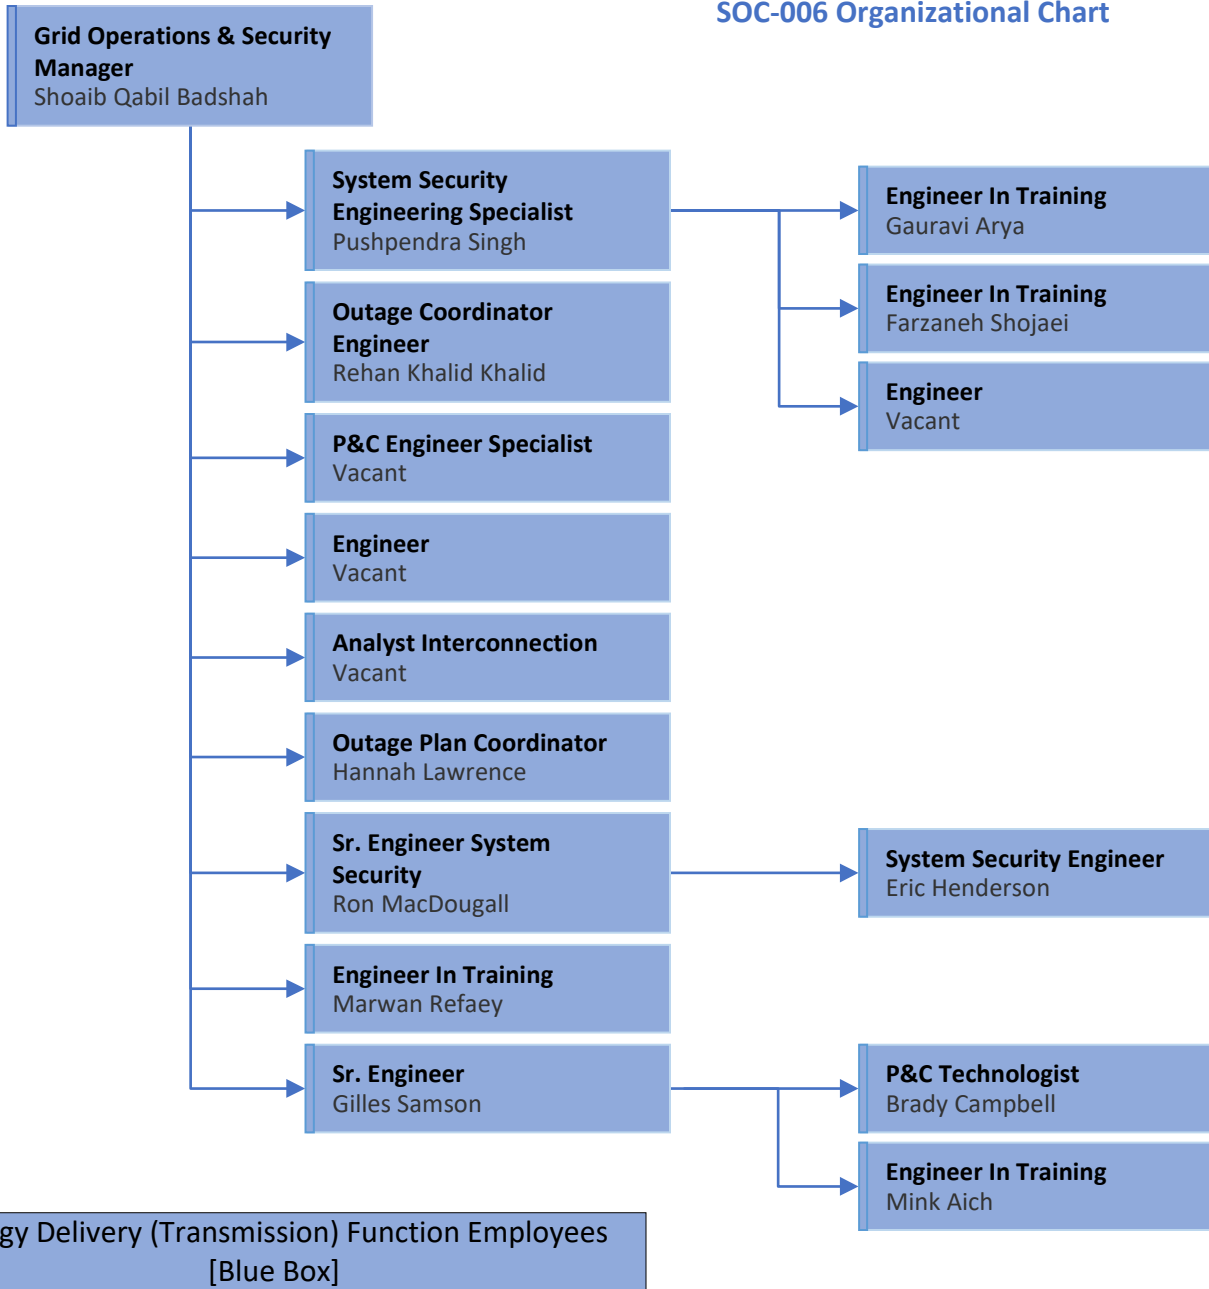 SOC-006 Organizational Chart
Grid Operations & Security
Manager
Shoaib Qabil Badshah
System Security
Engineering Specialist
Pushpendra Singh
Engineer In Training
Gauravi Arya
Engineer In Training
Farzaneh Shojaei
Engineer
Vacant
Outage Coordinator
Engineer
Rehan Khalid Khalid
P&C Engineer Specialist
Vacant
Engineer
Vacant
Analyst Interconnection
Vacant
Outage Plan Coordinator
Hannah Lawrence
Sr. Engineer System
Security
Ron MacDougall
System Security Engineer
Eric Henderson
Engineer In Training
Marwan Refaey
Sr. Engineer
Gilles Samson
P&C Technologist
Brady Campbell
Engineer In Training
Mink Aich
gy Delivery (Transmission) Function Employees
[Blue Box]